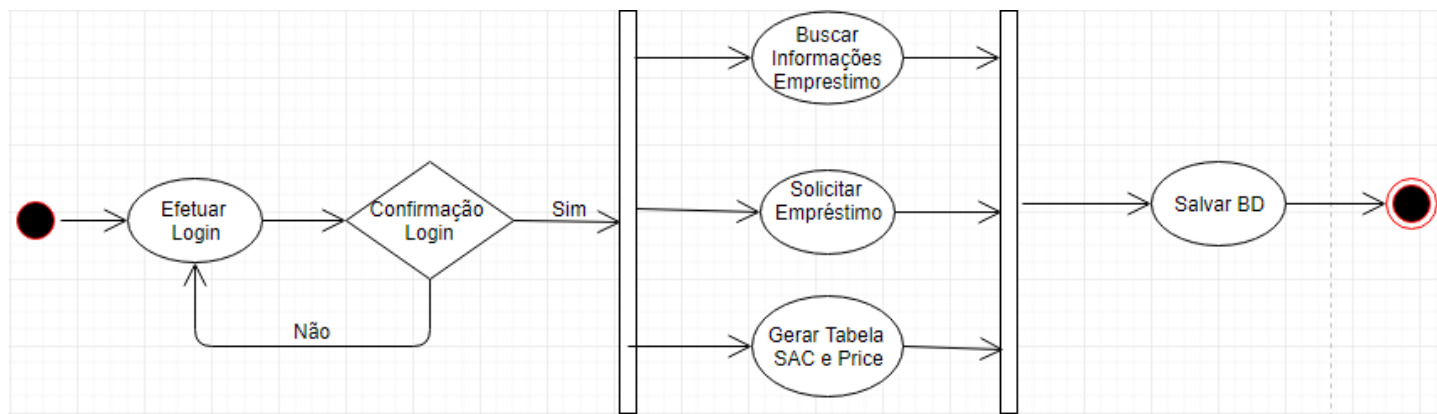 Efetuar
Login
Confirmação
Login
Sim
Não
Buscar
Informações
Emprestimo
Solicitar
Empréstimo
Gerar Tabela
SAC e Price
Salvar BD